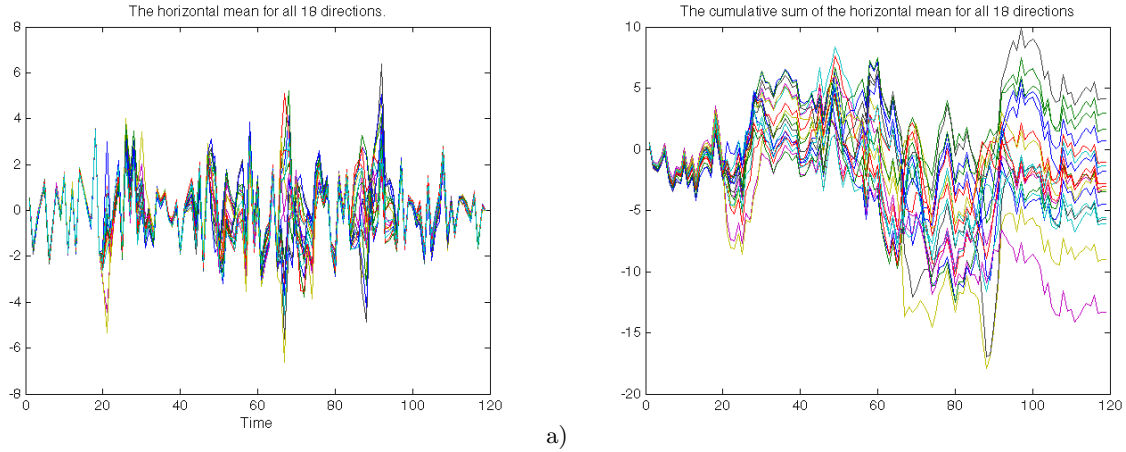 The horizontal mean for all 18 directions.
8
6
4
2
0
-2
-4
-6
-8
0 20 40 60 80 100 120
Time
The cumulative sum of the horizontal mean for all 18 directions
10
5
0
-5
-10
-15
-20
0 20 40 60 80 100 120
a)